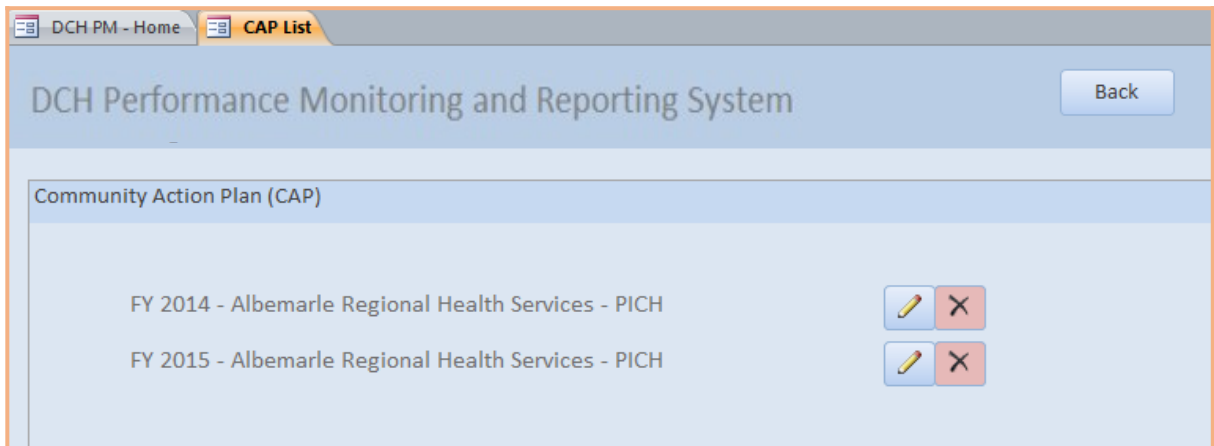 DCH PM - Home CAP List
DCH Performance Monitoring and Reporting System Back
Community Action Plan (CAP)
FY 2014 - Albemarle Regional Health Services - PICH
FY 2015 - Albemarle Regional Health Services - PICH